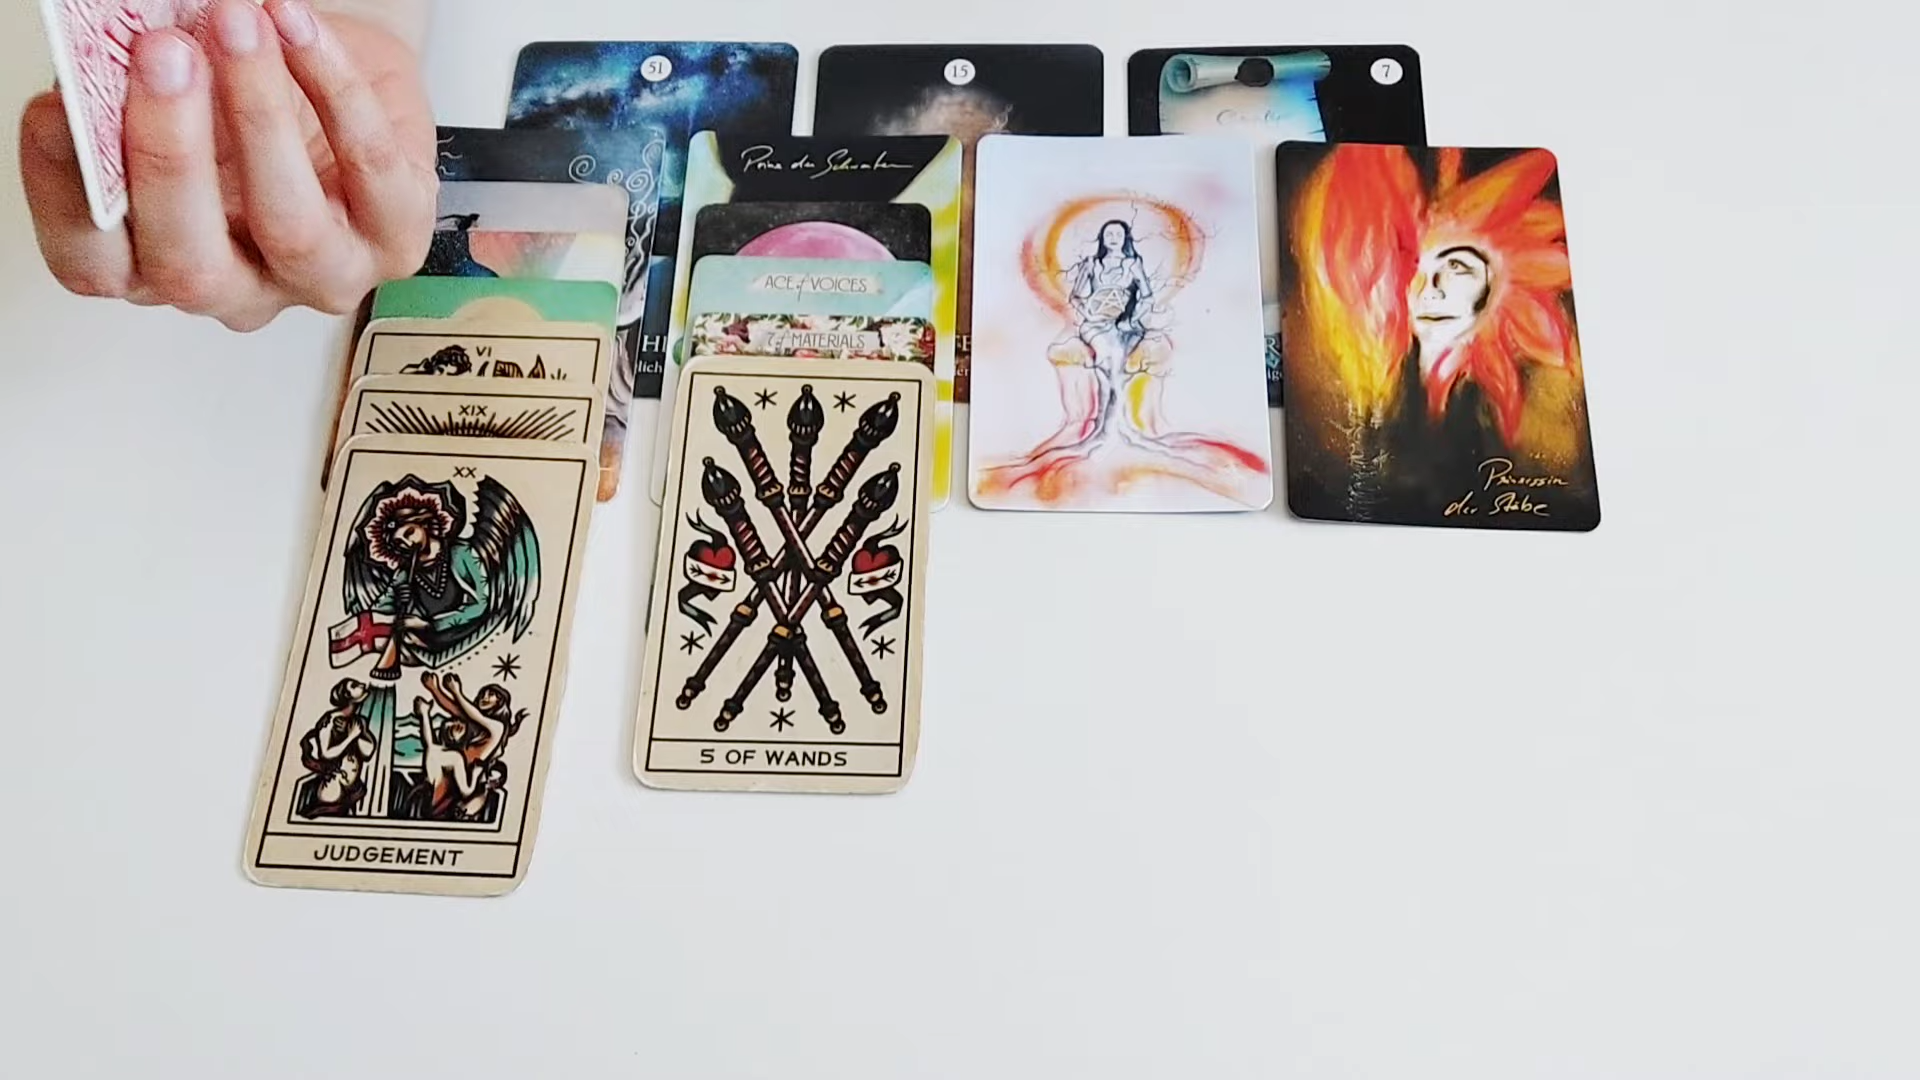 51
15
7
Prinz der Schwerter
ACE of VOICES
7 of MATERIALS
VI
XIX
XX
JUDGEMENT
5 OF WANDS
Prinzessin
der Stäbe